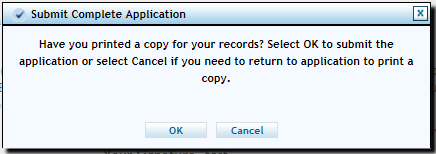 Submit Complete Application
Have you printed a copy for your records? Select OK to submit the
application or select Cancel if you need to return to application to print a
copy.
OK Cancel